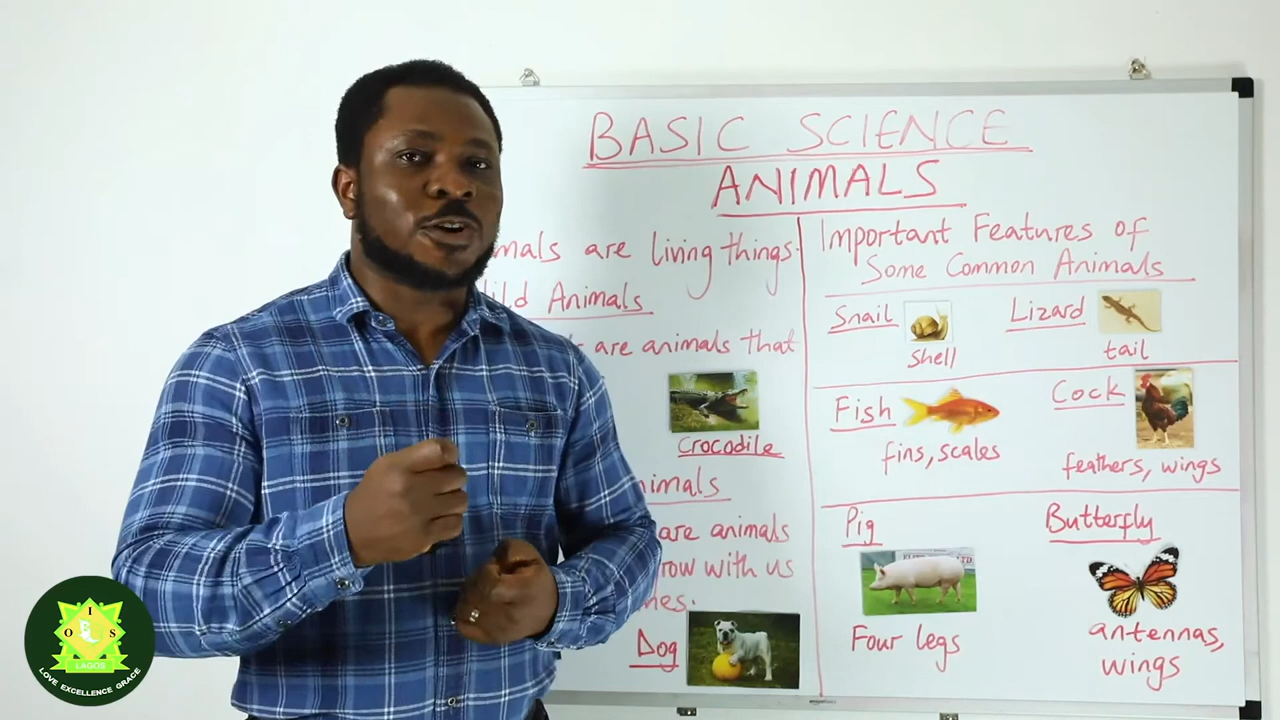 BASIC SCIENCE
ANIMALS
mals are living things.
ild Animals
are animals that
Crocodile
nimals
are animals
row with us
mes.
Dog
Important Features of
Some Common Animals
Snail
shell
Lizard
tail
Fish
fins, scales
Cock
feathers, wings
Pig
Four legs
Butterfly
antennas,
wings
I
O S
LAGOS
LOVE EXCELLENCE GRACE